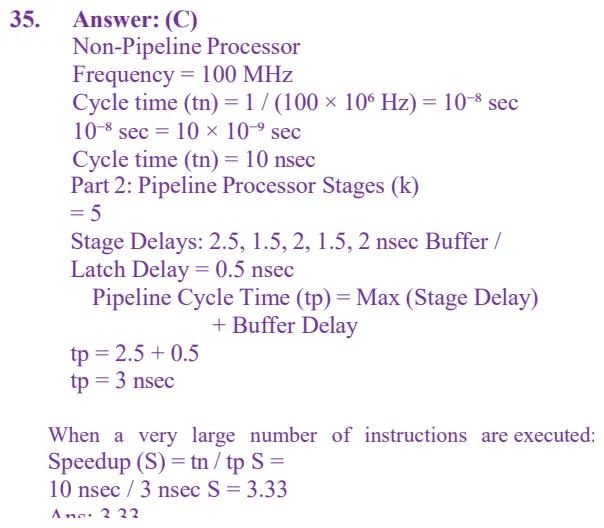 35. Answer: (C)
Non-Pipeline Processor
Frequency = 100 MHz
Cycle time (tn) = 1 / (100 × 10⁶ Hz) = 10⁻⁸ sec
10⁻⁸ sec = 10 × 10⁻⁹ sec
Cycle time (tn) = 10 nsec
Part 2: Pipeline Processor Stages (k)
= 5
Stage Delays: 2.5, 1.5, 2, 1.5, 2 nsec Buffer /
Latch Delay = 0.5 nsec
Pipeline Cycle Time (tp) = Max (Stage Delay)
+ Buffer Delay
tp = 2.5 + 0.5
tp = 3 nsec
When a very large number of instructions are executed:
Speedup (S) = tn / tp S =
10 nsec / 3 nsec S = 3.33
Ans: 3.33